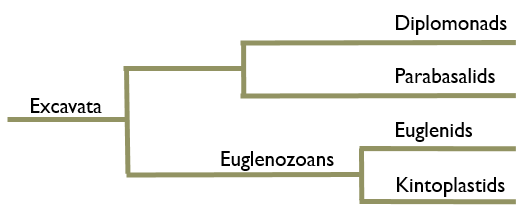 Diplomonads
Parabasalids
Excavata
Euglenids
Euglenozoans
Kintoplastids